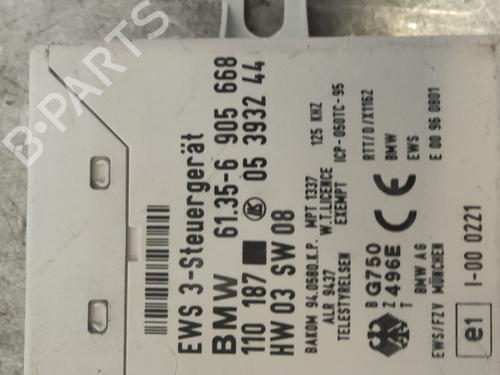 B-PARTS
EWS 3-Steuergerät
BMW 61.35-6 905 668
110 187 05 3932 44
HW 03 SW 08
BAKOM 94.0580.K.P. MPT 1337 125 KHZ
ALR 9437 W.T.LICENCE ICP-050TC-95
TELESTYRELSEN EXEMPT
RTT/D/X1162
B G750 BMW
Z 496E T CE EWS
E 00 96 0801
BMW AG
EWS/FZV MÜNCHEN
e1 I-00 0221